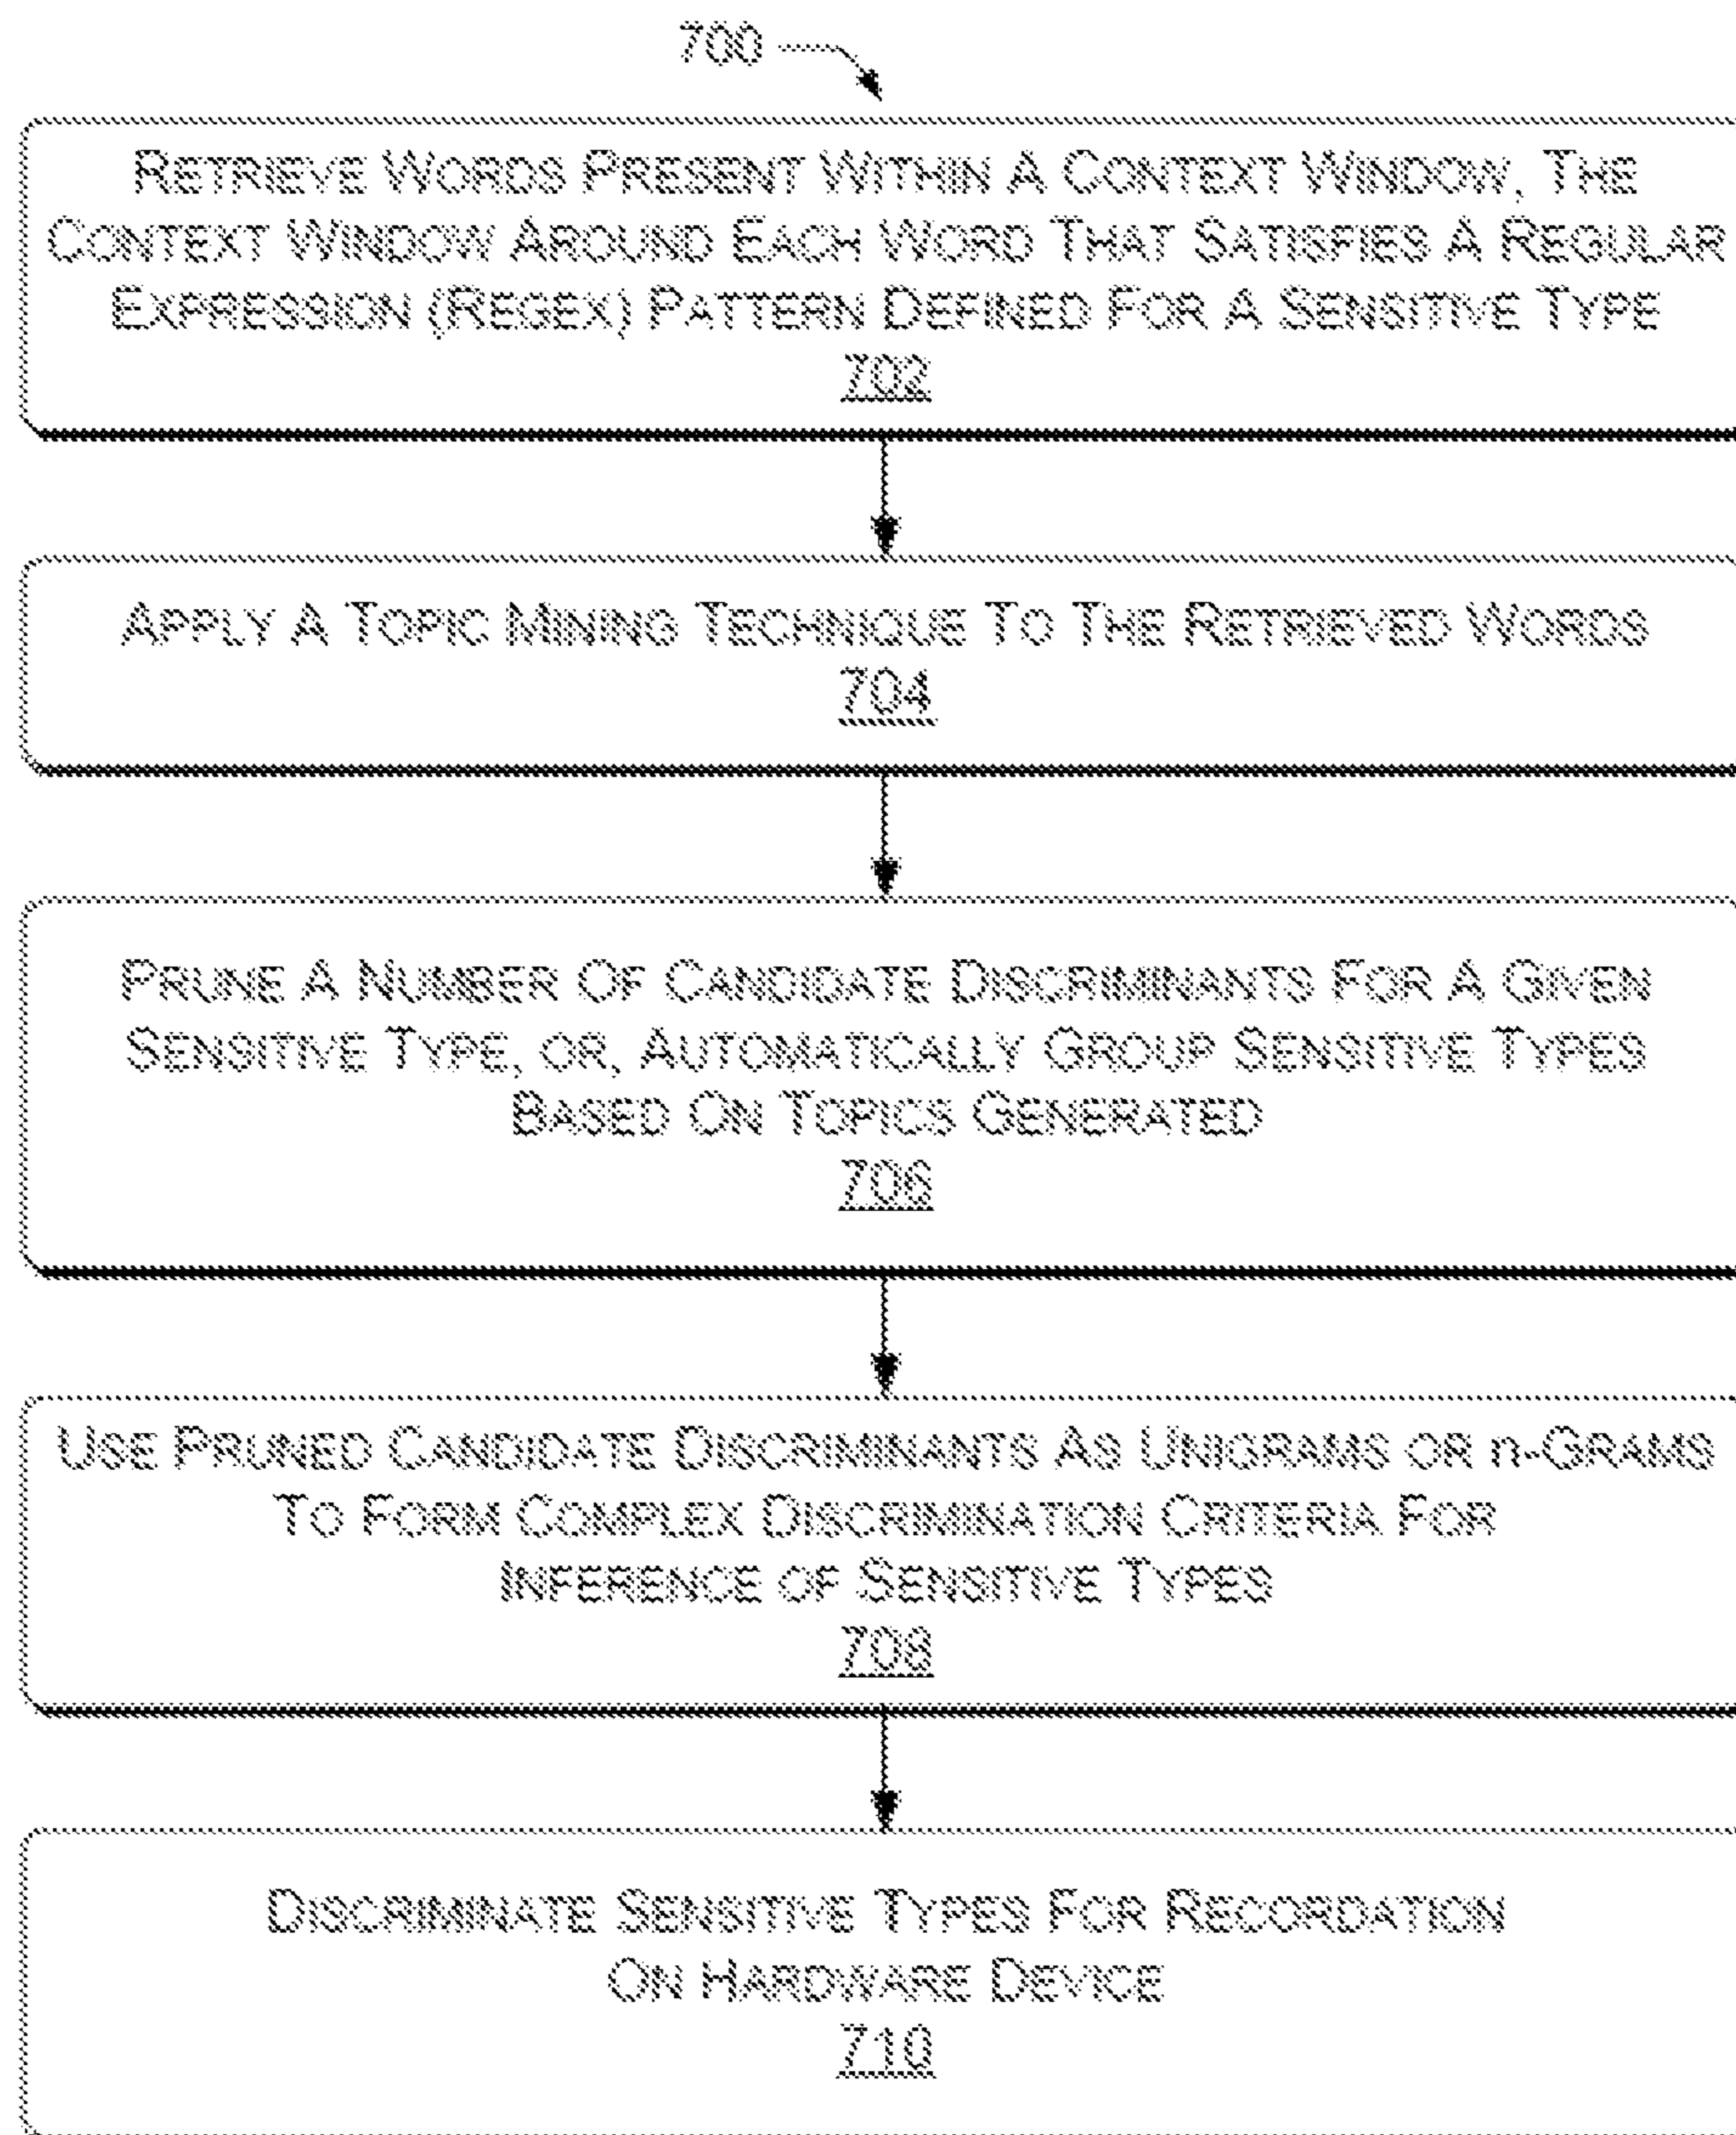 700
RETRIEVE WORDS PRESENT WITHIN A CONTEXT WINDOW, THE
CONTEXT WINDOW AROUND EACH WORD THAT SATISFIES A REGULAR
EXPRESSION (REGEX) PATTERN DEFINED FOR A SENSITIVE TYPE
702
APPLY A TOPIC MINING TECHNIQUE TO THE RETRIEVED WORDS
704
PRUNE A NUMBER OF CANDIDATE DISCRIMINANTS FOR A GIVEN
SENSITIVE TYPE, OR, AUTOMATICALLY GROUP SENSITIVE TYPES
BASED ON TOPICS GENERATED
706
USE PRUNED CANDIDATE DISCRIMINANTS AS UNIGRAMS OR n-GRAMS
TO FORM COMPLEX DISCRIMINATION CRITERIA FOR
INFERENCE OF SENSITIVE TYPES
708
DISCRIMINATE SENSITIVE TYPES FOR RECORDATION
ON HARDWARE DEVICE
710